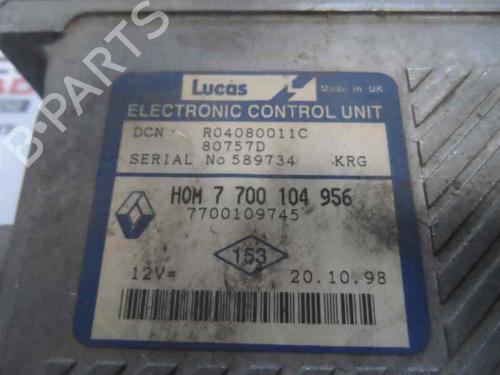 Lucas
Made in UK
ELECTRONIC CONTROL UNIT
DCN R04080011C
80757D
SERIAL No 589734 KRG
HOM 7 700 104 956
7700109745
153
12V= 20.10.98